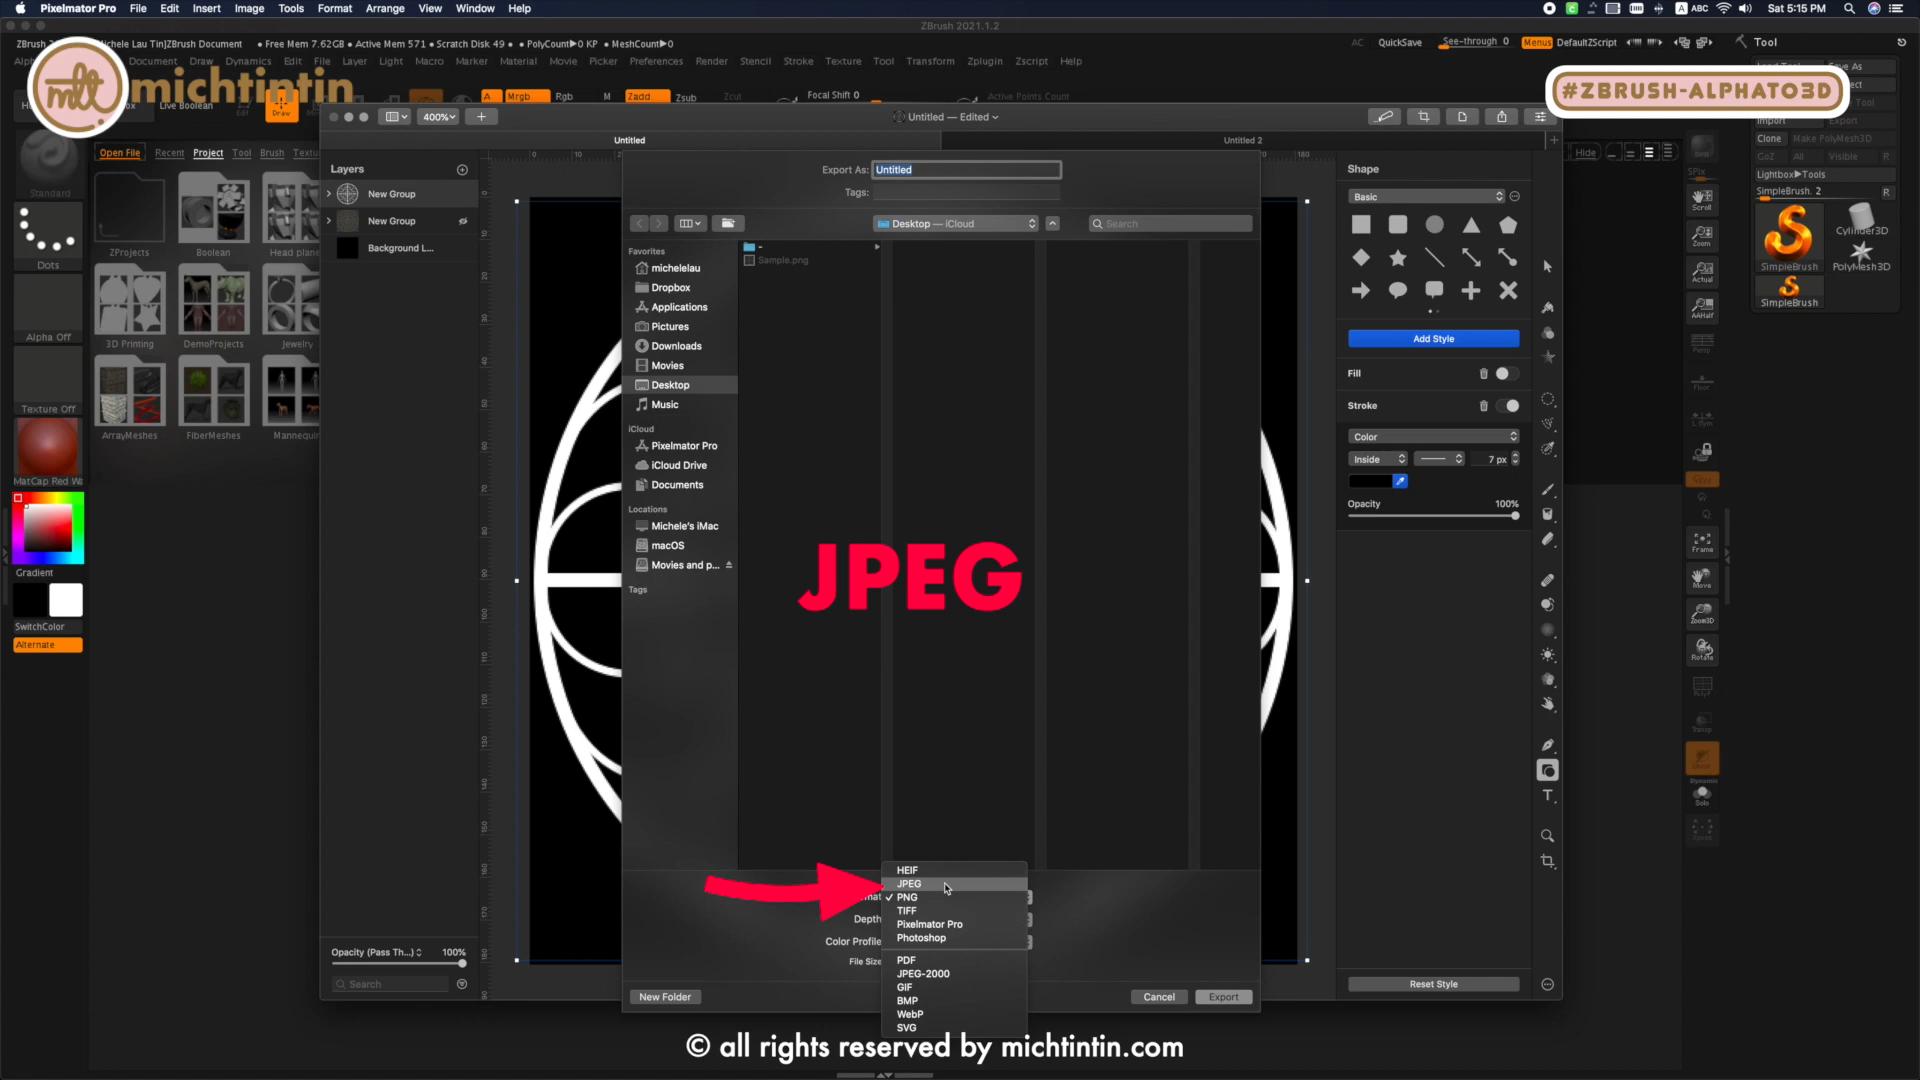 Pixelmator Pro File Edit Insert Image Tools Format Arrange View Window Help
ABC Sat 5:15 PM
ZBrush 2021.1.2
Michele Lau Tin]ZBrush Document • Free Mem 7.62GB • Active Mem 571 • Scratch Disk 49 • PolyCount▶0 KP • MeshCount▶0
AC QuickSave See-through 0 Menus DefaultZScript Tool
Document Draw Dynamics Edit File Layer Light Macro Marker Material Movie Picker Preferences Render Stencil Stroke Texture Tool Transform Zplugin Zscript Help
Save As
mlt michtintin
#ZBRUSH-ALPHATO3D
Live Boolean Draw Edit A Mrgb Rgb M Zadd Zsub Zcut Focal Shift 0 Active Points Count
Import Export
Clone Make PolyMesh3D
GoZ All Visible R
Lightbox▶Tools
SimpleBrush. 2 R
SimpleBrush Cylinder3D PolyMesh3D
SimpleBrush
400% Untitled — Edited
Untitled Untitled 2
Open File Recent Project Tool Brush Textu
Hide
Standard
Dots
Alpha Off
Texture Off
MatCap Red Wa
Gradient
SwitchColor
Alternate
ZProjects Boolean Head plane
3D Printing DemoProjects Jewelry
ArrayMeshes FiberMeshes Mannequin
Layers
New Group
New Group
Background L...
Opacity (Pass Th...) 100%
Search
Export As: Untitled
Tags:
Desktop — iCloud Search
Favorites
michelelau
Dropbox
Applications
Pictures
Downloads
Movies
Desktop
Music
iCloud
Pixelmator Pro
iCloud Drive
Documents
Locations
Michele's iMac
macOS
Movies and p...
Tags
-
Sample.png
JPEG
HEIF
JPEG
✓ PNG
TIFF
Pixelmator Pro
Photoshop
PDF
JPEG-2000
GIF
BMP
WebP
SVG
Depth
Color Profile
File Size
New Folder Cancel Export
Shape
Basic
Add Style
Fill
Stroke
Color
Inside 7 px
Opacity 100%
Reset Style
SPix
Scroll
Zoom
Actual
AAHalf
Persp
Floor
L.Sym
Frame
Move
Zoom3D
Rotate
PolyF
Transp
Dynamic
Solo
Xpose
© all rights reserved by michtintin.com